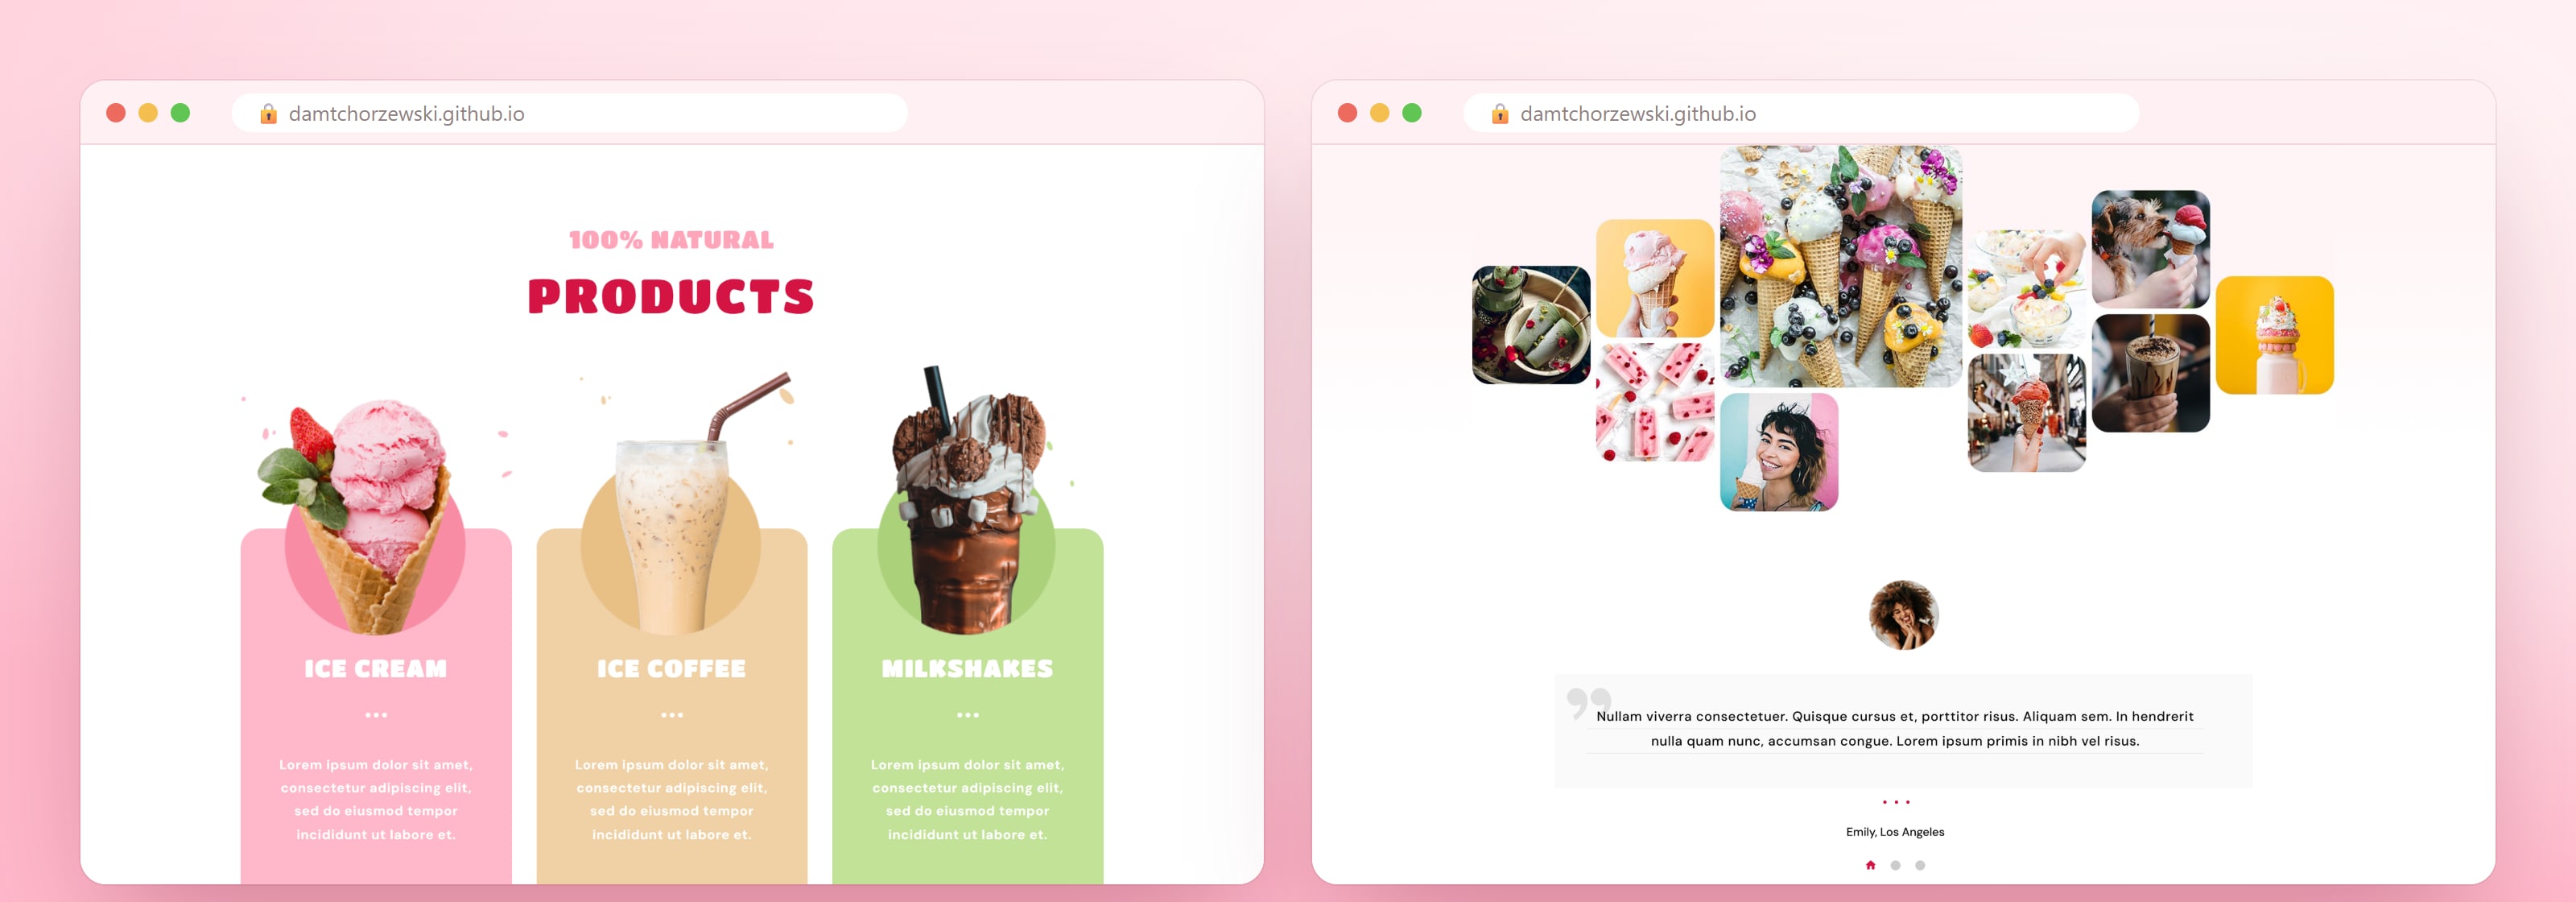 damtchorzewski.github.io
100% NATURAL
PRODUCTS
ICE CREAM
Lorem ipsum dolor sit amet,
consectetur adipiscing elit,
sed do eiusmod tempor
incididunt ut labore et.
ICE COFFEE
Lorem ipsum dolor sit amet,
consectetur adipiscing elit,
sed do eiusmod tempor
incididunt ut labore et.
MILKSHAKES
Lorem ipsum dolor sit amet,
consectetur adipiscing elit,
sed do eiusmod tempor
incididunt ut labore et.
damtchorzewski.github.io
Nullam viverra consectetuer. Quisque cursus et, porttitor risus. Aliquam sem. In hendrerit
nulla quam nunc, accumsan congue. Lorem ipsum primis in nibh vel risus.
Emily, Los Angeles